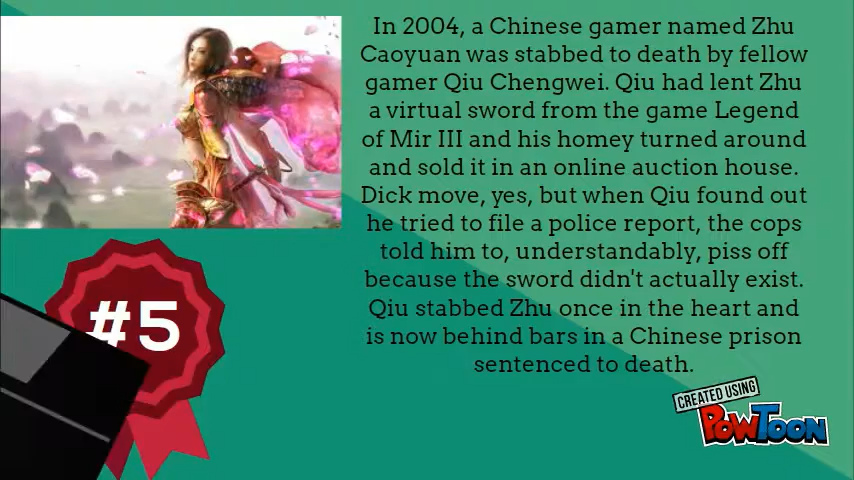 In 2004, a Chinese gamer named Zhu
Caoyuan was stabbed to death by fellow
gamer Qiu Chengwei. Qiu had lent Zhu
a virtual sword from the game Legend
of Mir III and his homey turned around
and sold it in an online auction house.
Dick move, yes, but when Qiu found out
he tried to file a police report, the cops
told him to, understandably, piss off
because the sword didn't actually exist.
Qiu stabbed Zhu once in the heart and
is now behind bars in a Chinese prison
sentenced to death.
#5
CREATED USING
POWTOON